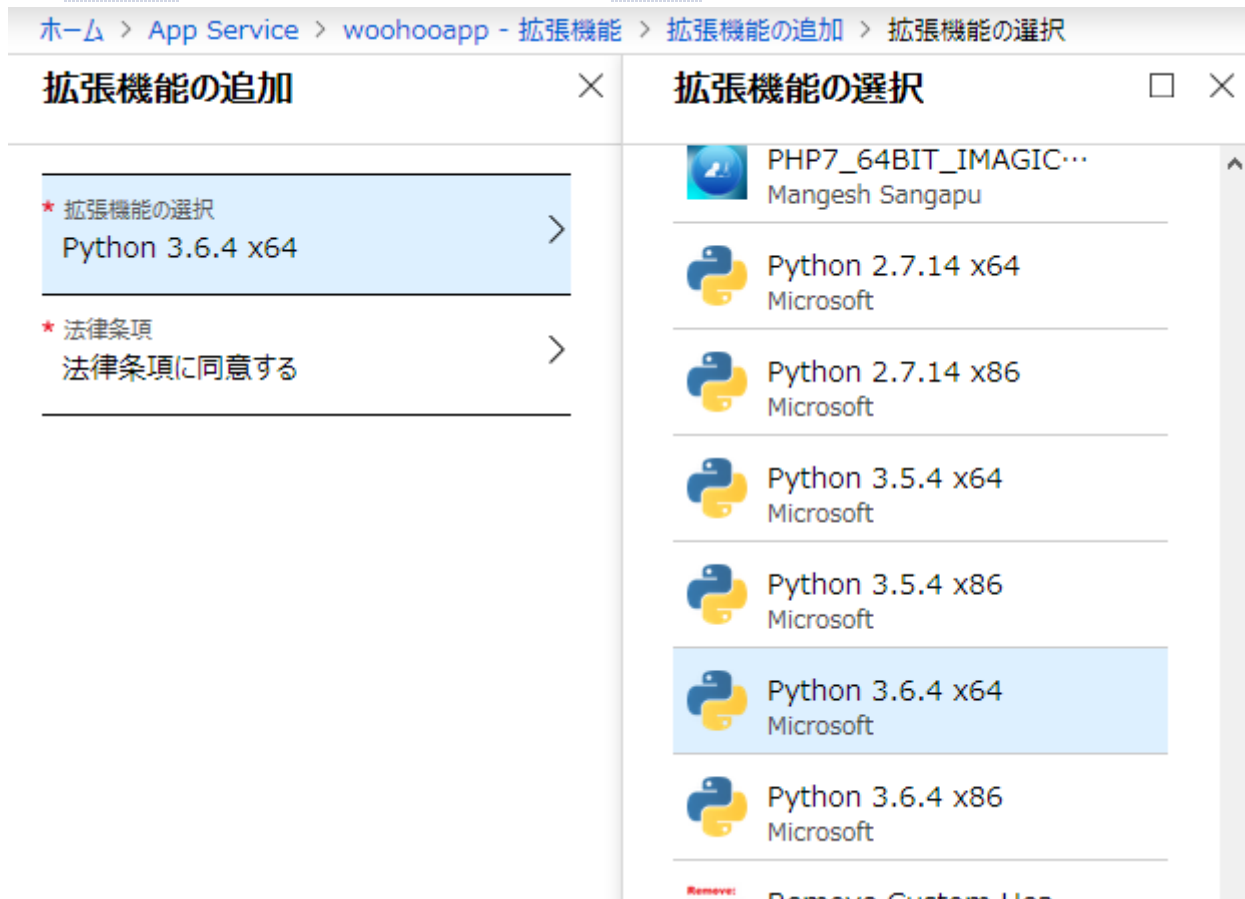 ホーム > App Service > woohooapp - 拡張機能 > 拡張機能の追加 > 拡張機能の選択
拡張機能の追加
* 拡張機能の選択
Python 3.6.4 x64
* 法律条項
法律条項に同意する
拡張機能の選択
PHP7_64BIT_IMAGIC…
Mangesh Sangapu
Python 2.7.14 x64
Microsoft
Python 2.7.14 x86
Microsoft
Python 3.5.4 x64
Microsoft
Python 3.5.4 x86
Microsoft
Python 3.6.4 x64
Microsoft
Python 3.6.4 x86
Microsoft
Remove:
Remove Custom